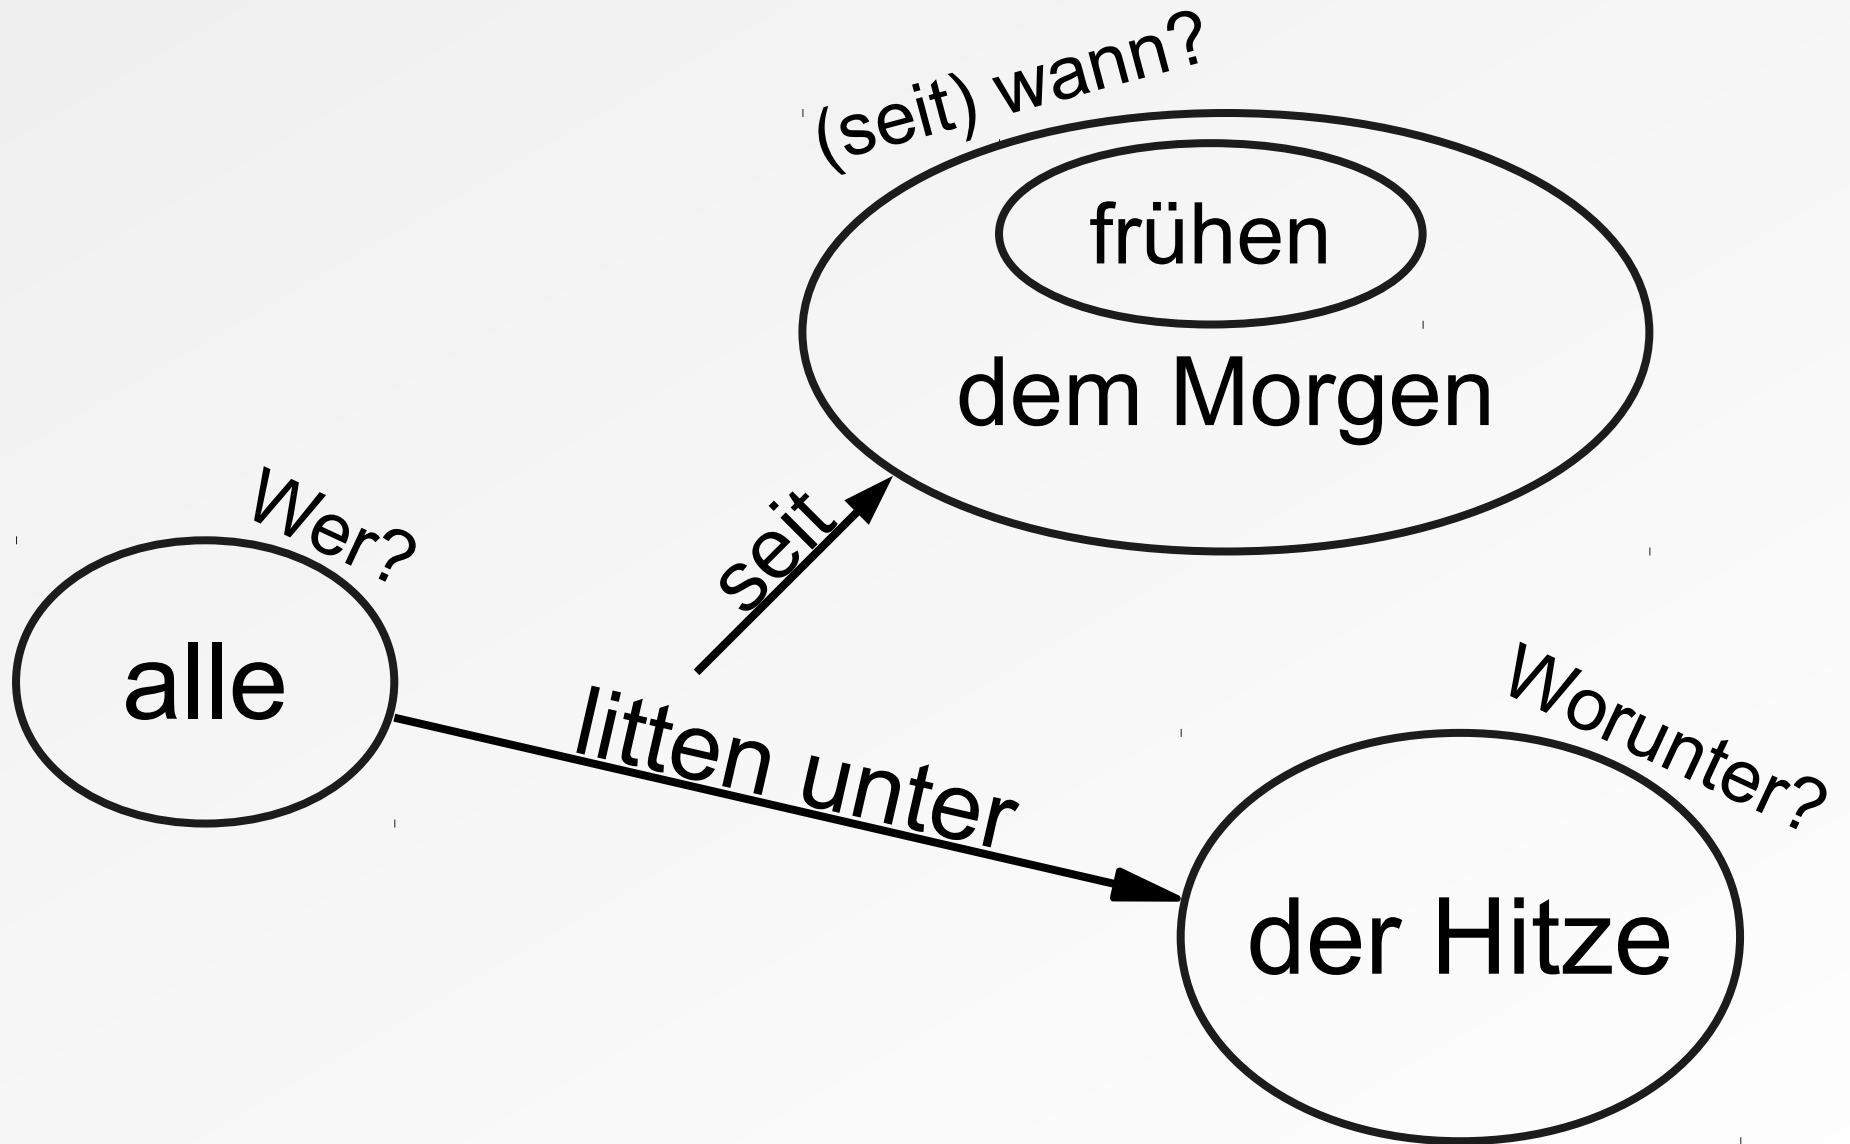 (seit) wann?
frühen
dem Morgen
seit
Wer?
alle
litten unter
Worunter?
der Hitze